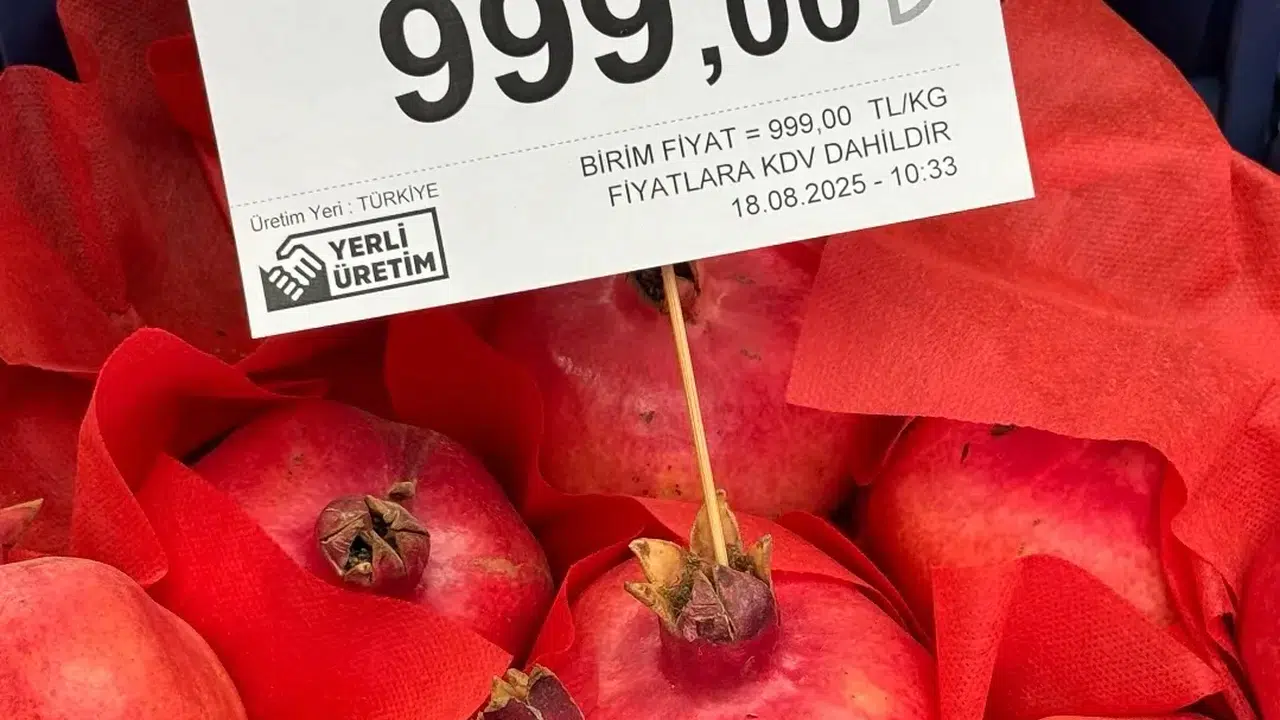 999,00
BİRİM FİYAT = 999,00 TL/KG
FİYATLARA KDV DAHİLDİR
18.08.2025 - 10:33
Üretim Yeri : TÜRKİYE
YERLİ
ÜRETİM